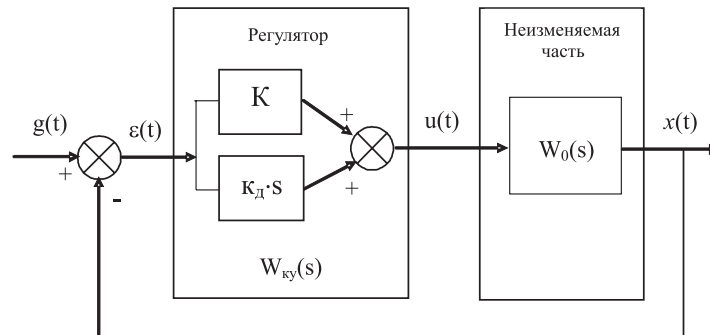 Регулятор
Неизменяемая
часть
К
g(t)
ε(t)
+
u(t)
x(t)
W₀(s)
+
-
кд·s
+
Wку(s)